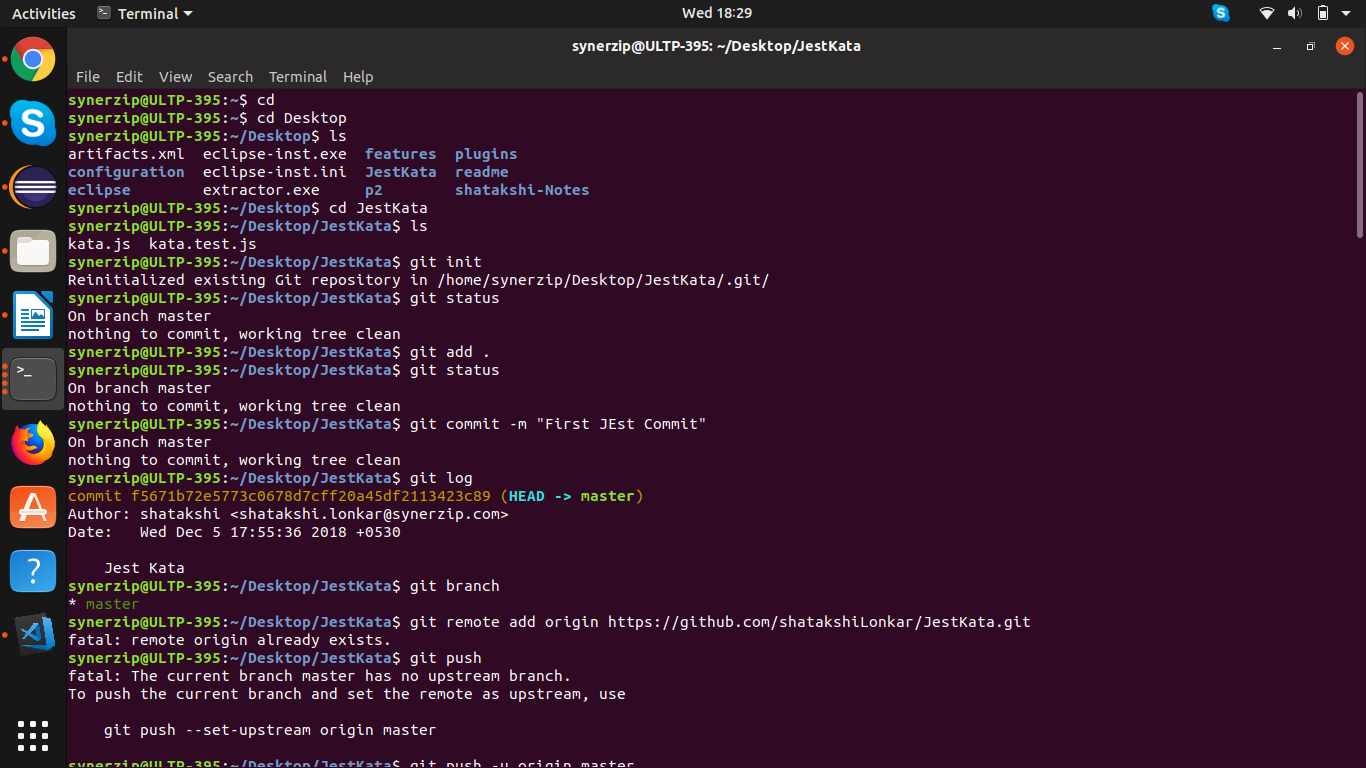 Activities Terminal Wed 18:29
synerzip@ULTP-395: ~/Desktop/JestKata
File Edit View Search Terminal Help
synerzip@ULTP-395:~$ cd
synerzip@ULTP-395:~$ cd Desktop
synerzip@ULTP-395:~/Desktop$ ls
artifacts.xml  eclipse-inst.exe  features  plugins
configuration  eclipse-inst.ini  JestKata  readme
eclipse        extractor.exe     p2        shatakshi-Notes
synerzip@ULTP-395:~/Desktop$ cd JestKata
synerzip@ULTP-395:~/Desktop/JestKata$ ls
kata.js  kata.test.js
synerzip@ULTP-395:~/Desktop/JestKata$ git init
Reinitialized existing Git repository in /home/synerzip/Desktop/JestKata/.git/
synerzip@ULTP-395:~/Desktop/JestKata$ git status
On branch master
nothing to commit, working tree clean
synerzip@ULTP-395:~/Desktop/JestKata$ git add .
synerzip@ULTP-395:~/Desktop/JestKata$ git status
On branch master
nothing to commit, working tree clean
synerzip@ULTP-395:~/Desktop/JestKata$ git commit -m "First JEst Commit"
On branch master
nothing to commit, working tree clean
synerzip@ULTP-395:~/Desktop/JestKata$ git log
commit f5671b72e5773c0678d7cff20a45df2113423c89 (HEAD -> master)
Author: shatakshi <shatakshi.lonkar@synerzip.com>
Date:   Wed Dec 5 17:55:36 2018 +0530
    Jest Kata
synerzip@ULTP-395:~/Desktop/JestKata$ git branch
* master
synerzip@ULTP-395:~/Desktop/JestKata$ git remote add origin https://github.com/shatakshiLonkar/JestKata.git
fatal: remote origin already exists.
synerzip@ULTP-395:~/Desktop/JestKata$ git push
fatal: The current branch master has no upstream branch.
To push the current branch and set the remote as upstream, use
    git push --set-upstream origin master
synerzip@ULTP-395:~/Desktop/JestKata$ git push -u origin master